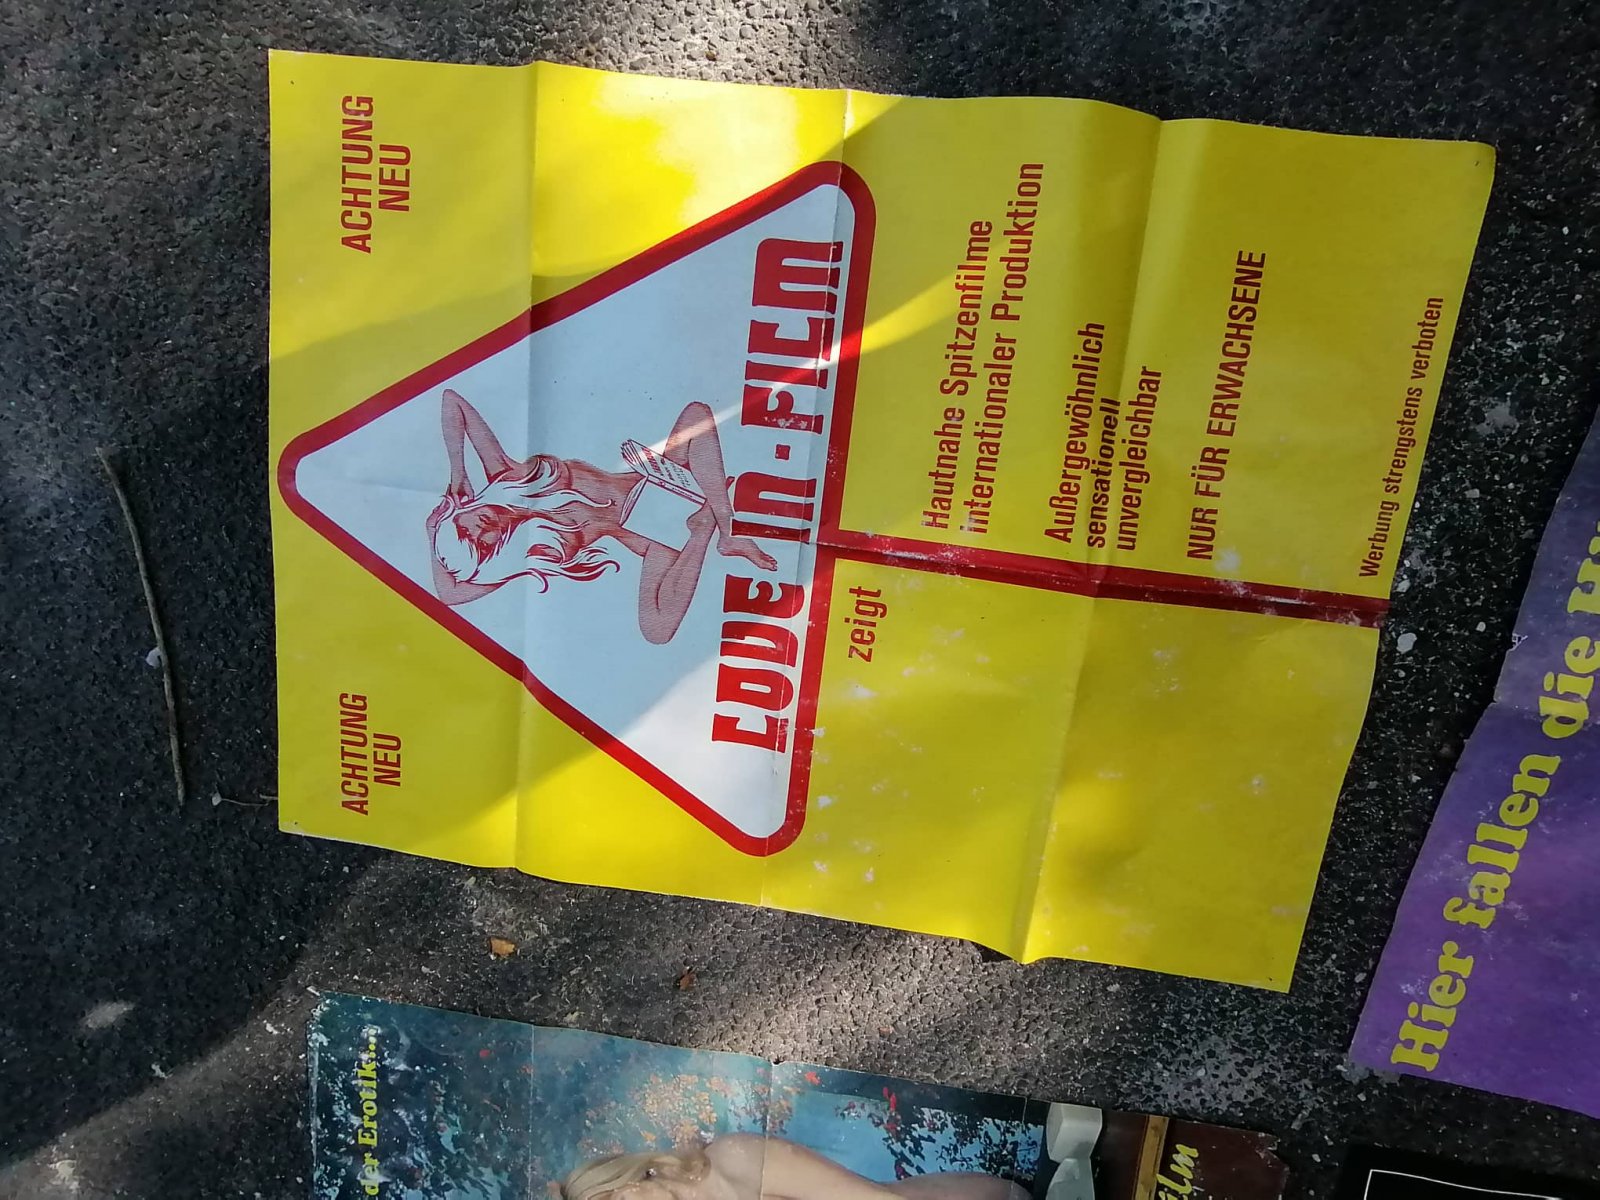 ACHTUNG
NEU
ACHTUNG
NEU
LOVE IN-FILM
zeigt
Hautnahe Spitzenfilme
internationaler Produktion
Außergewöhnlich
sensationell
unvergleichbar
NUR FÜR ERWACHSENE
Werbung strengstens verboten
der Erotik...
Hier fallen die